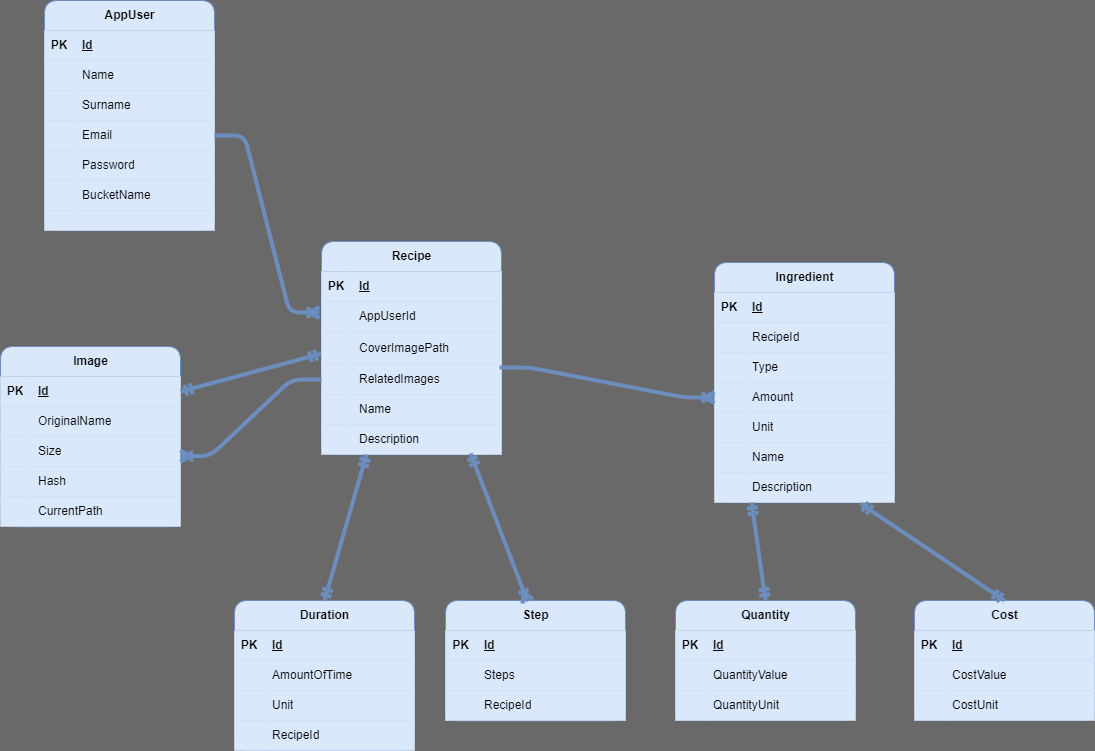 AppUser
PK Id
Name
Surname
Email
Password
BucketName
Recipe
PK Id
AppUserId
CoverImagePath
RelatedImages
Name
Description
Ingredient
PK Id
RecipeId
Type
Amount
Unit
Name
Description
Image
PK Id
OriginalName
Size
Hash
CurrentPath
Duration
PK Id
AmountOfTime
Unit
RecipeId
Step
PK Id
Steps
RecipeId
Quantity
PK Id
QuantityValue
QuantityUnit
Cost
PK Id
CostValue
CostUnit